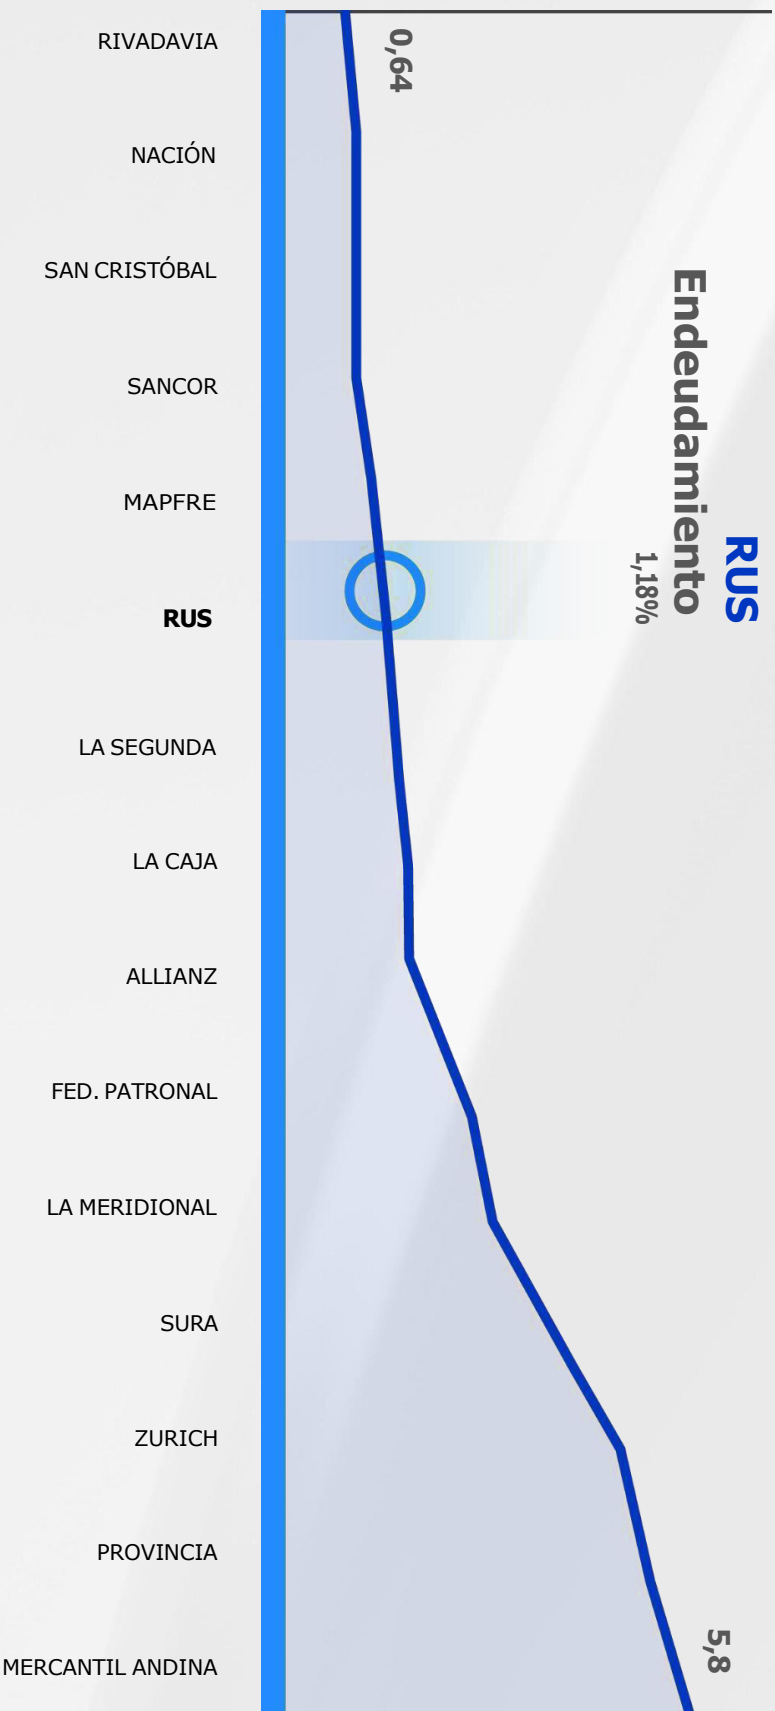 RIVADAVIA
NACIÓN
SAN CRISTÓBAL
SANCOR
MAPFRE
RUS
LA SEGUNDA
LA CAJA
ALLIANZ
FED. PATRONAL
LA MERIDIONAL
SURA
ZURICH
PROVINCIA
MERCANTIL ANDINA
RUS
Endeudamiento
1,18%
0,64
5,8